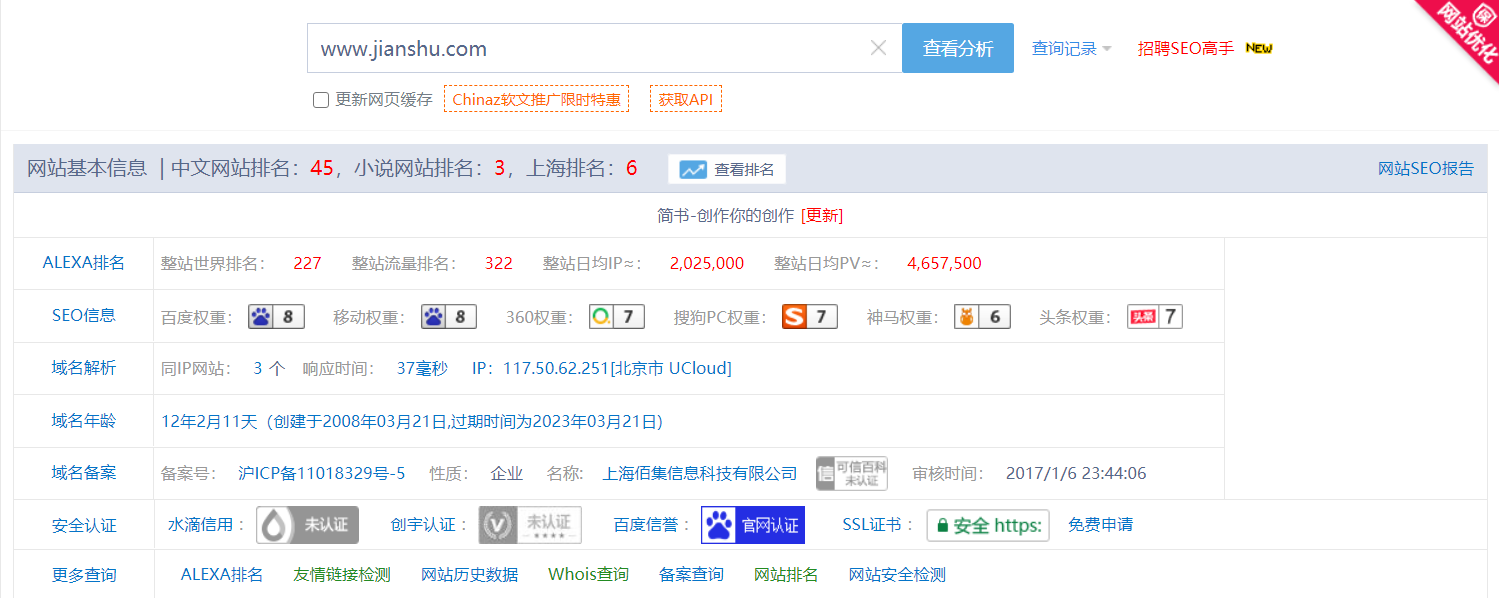 www.jianshu.com 查看分析 查询记录 招聘SEO高手 NEW
保 网站优化
更新网页缓存 Chinaz软文推广限时特惠 获取API
网站基本信息 | 中文网站排名：45，小说网站排名：3，上海排名：6 查看排名 网站SEO报告
简书-创作你的创作 [更新]
ALEXA排名 整站世界排名： 227 整站流量排名： 322 整站日均IP≈： 2,025,000 整站日均PV≈： 4,657,500
SEO信息 百度权重： 8 移动权重： 8 360权重： 7 搜狗PC权重： S 7 神马权重： 6 头条权重： 头条 7
域名解析 同IP网站： 3 个 响应时间： 37毫秒 IP：117.50.62.251[北京市 UCloud]
域名年龄 12年2月11天（创建于2008年03月21日,过期时间为2023年03月21日）
域名备案 备案号： 沪ICP备11018329号-5 性质： 企业 名称: 上海佰集信息科技有限公司 信 可信百科 未认证 审核时间： 2017/1/6 23:44:06
安全认证 水滴信用： 未认证 创宇认证： V 未认证 百度信誉： 官网认证 SSL证书： 安全 https: 免费申请
更多查询 ALEXA排名 友情链接检测 网站历史数据 Whois查询 备案查询 网站排名 网站安全检测